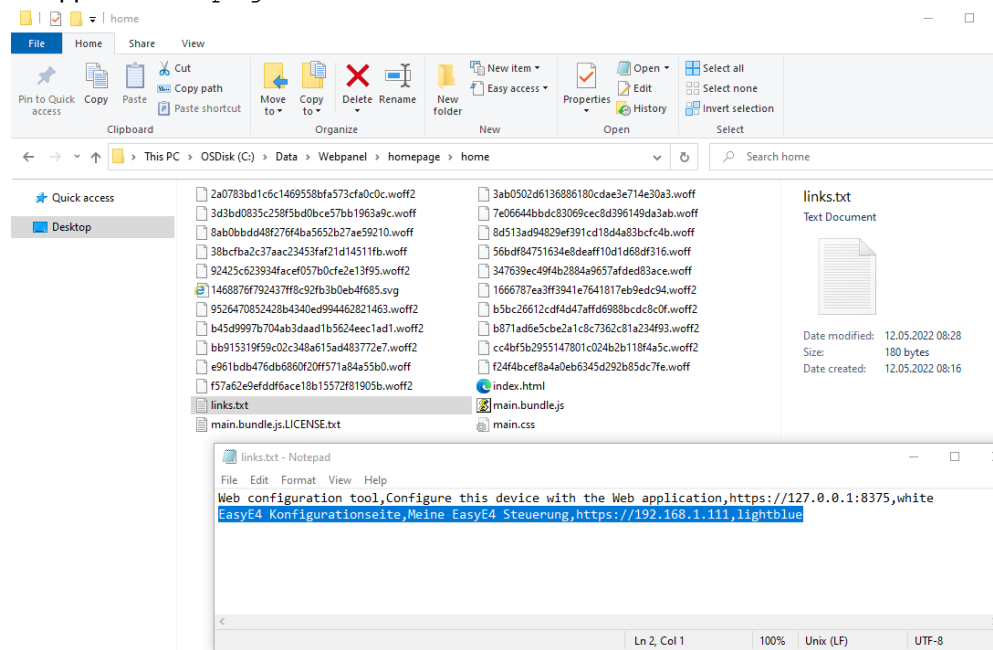 home
File Home Share View
Pin to Quick access
Copy
Paste
Cut
Copy path
Paste shortcut
Clipboard
Move to
Copy to
Delete
Rename
Organize
New folder
New item
Easy access
New
Properties
Open
Edit
History
Open
Select all
Select none
Invert selection
Select
This PC > OSDisk (C:) > Data > Webpanel > homepage > home
Search home
Quick access
Desktop
2a0783bd1c6c1469558bfa573cfa0c0c.woff2
3d3bd0835c258f5bd0bce57bb1963a9c.woff
8ab0bbdd48f276f4ba5652b27ae59210.woff
38bcfba2c37aac23453faf21d14511fb.woff
92425c623934facef057b0cfe2e13f95.woff2
1468876f792437ff8c92fb3b0eb4f685.svg
9526470852428b4340ed994462821463.woff2
b45d9997b704ab3daad1b5624eec1ad1.woff2
bb915319f59c02c348a615ad483772e7.woff2
e961bdb476db6860f20ff571a84a55b0.woff
f57a62e9efddf6ace18b15572f81905b.woff2
links.txt
main.bundle.js.LICENSE.txt
3ab0502d6136886180cdae3e714e30a3.woff
7e06644bbdc83069cec8d396149da3ab.woff
8d513ad94829ef391cd18d4a83bcfc4b.woff
56bdf84751634e8deaff10d1d68df316.woff
347639ec49f4b2884a9657afded83ace.woff
1666787ea3ff3941e7641817eb9edc94.woff2
b5bc26612cdf4d47affd6988bcdc8c0f.woff2
b871ad6e5cbe2a1c8c7362c81a234f93.woff2
cc4bf5b2955147801c024b2b118f4a5c.woff2
f24f4bcef8a4a0eb6345d292b85dc7fe.woff
index.html
main.bundle.js
main.css
links.txt
Text Document
Date modified: 12.05.2022 08:28
Size: 180 bytes
Date created: 12.05.2022 08:16
links.txt - Notepad
File Edit Format View Help
Web configuration tool,Configure this device with the Web application,https://127.0.0.1:8375,white
EasyE4 Konfigurationseite,Meine EasyE4 Steuerung,https://192.168.1.111,lightblue
Ln 2, Col 1 100% Unix (LF) UTF-8